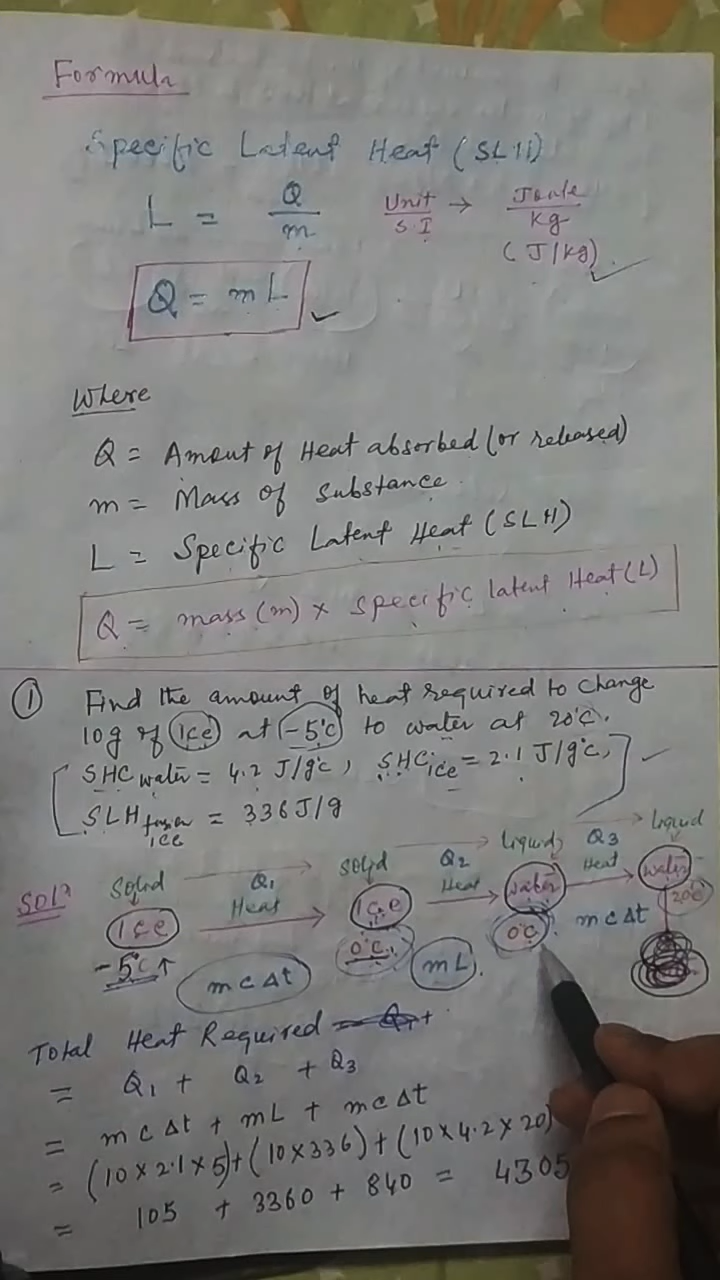 Formula
Specific Latent Heat (SLH)
L = Q/m Unit/S.I → Joule/Kg
(J/Kg)
Q = mL
Where
Q = Amout of Heat absorbed (or released)
m = Mass of Substance.
L = Specific Latent Heat (SLH)
Q = mass (m) × specific latent Heat (L)
① Find the amount of heat required to change
10g of Ice at -5°C to water at 20°C.
SHC water = 4.2 J/g°C, SHC ice = 2.1 J/g°C,
SLH fusion ice = 336 J/g
Solid → solid → liquid → liquid
Solⁿ Ice Q₁ Heat → Ice Q₂ Heat → water Q₃ Heat → water
-5°C ↑ mcΔt 0°C mL 0°C mcΔt 20°C
Total Heat Required
= Q₁ + Q₂ + Q₃
= mcΔt + mL + mcΔt
= (10 × 2.1 × 5) + (10 × 336) + (10 × 4.2 × 20)
= 105 + 3360 + 840 = 4305